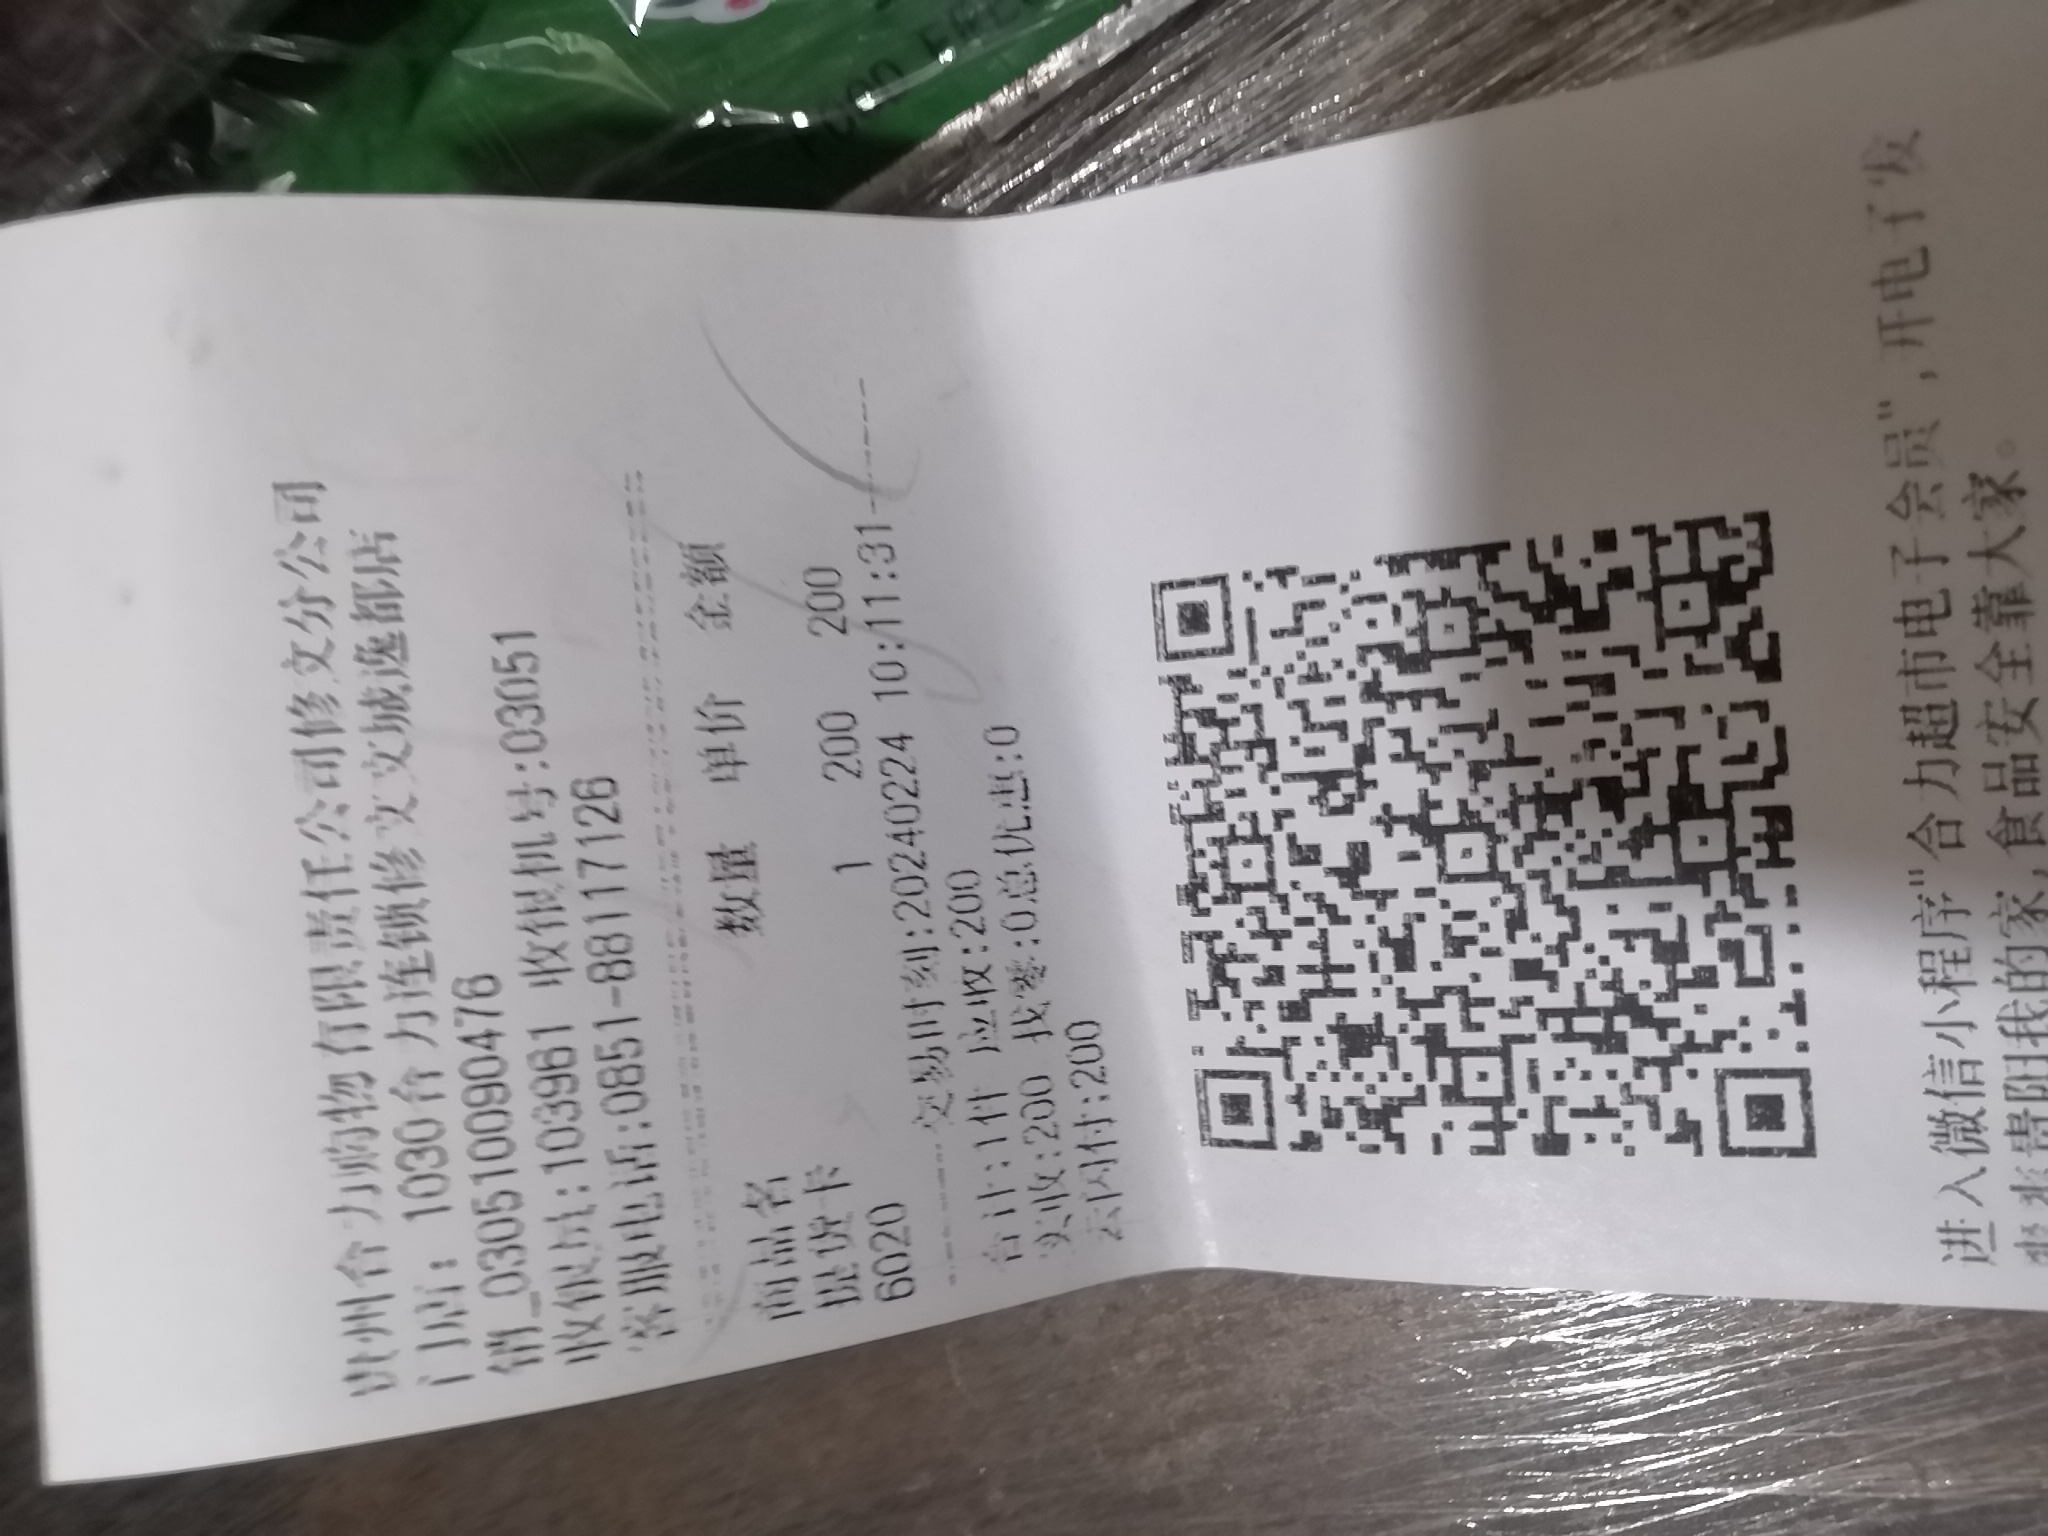 贵州合力购物有限责任公司修文分公司
门店: 1030合力连锁修文文城逸都店
销_030510090476
收银员:103961 收银机号:03051
客服电话:0851-88117126
商品名 数量 单价 金额
提货卡
6020 1 200 200
交易时刻:20240224 10:11:31
合计:1件 应收:200
实收:200 找零:0总优惠:0
云闪付:200
进入微信小程序"合力超市电子会员",开电子发
爽爽贵阳我的家,食品安全靠大家。
FOOD